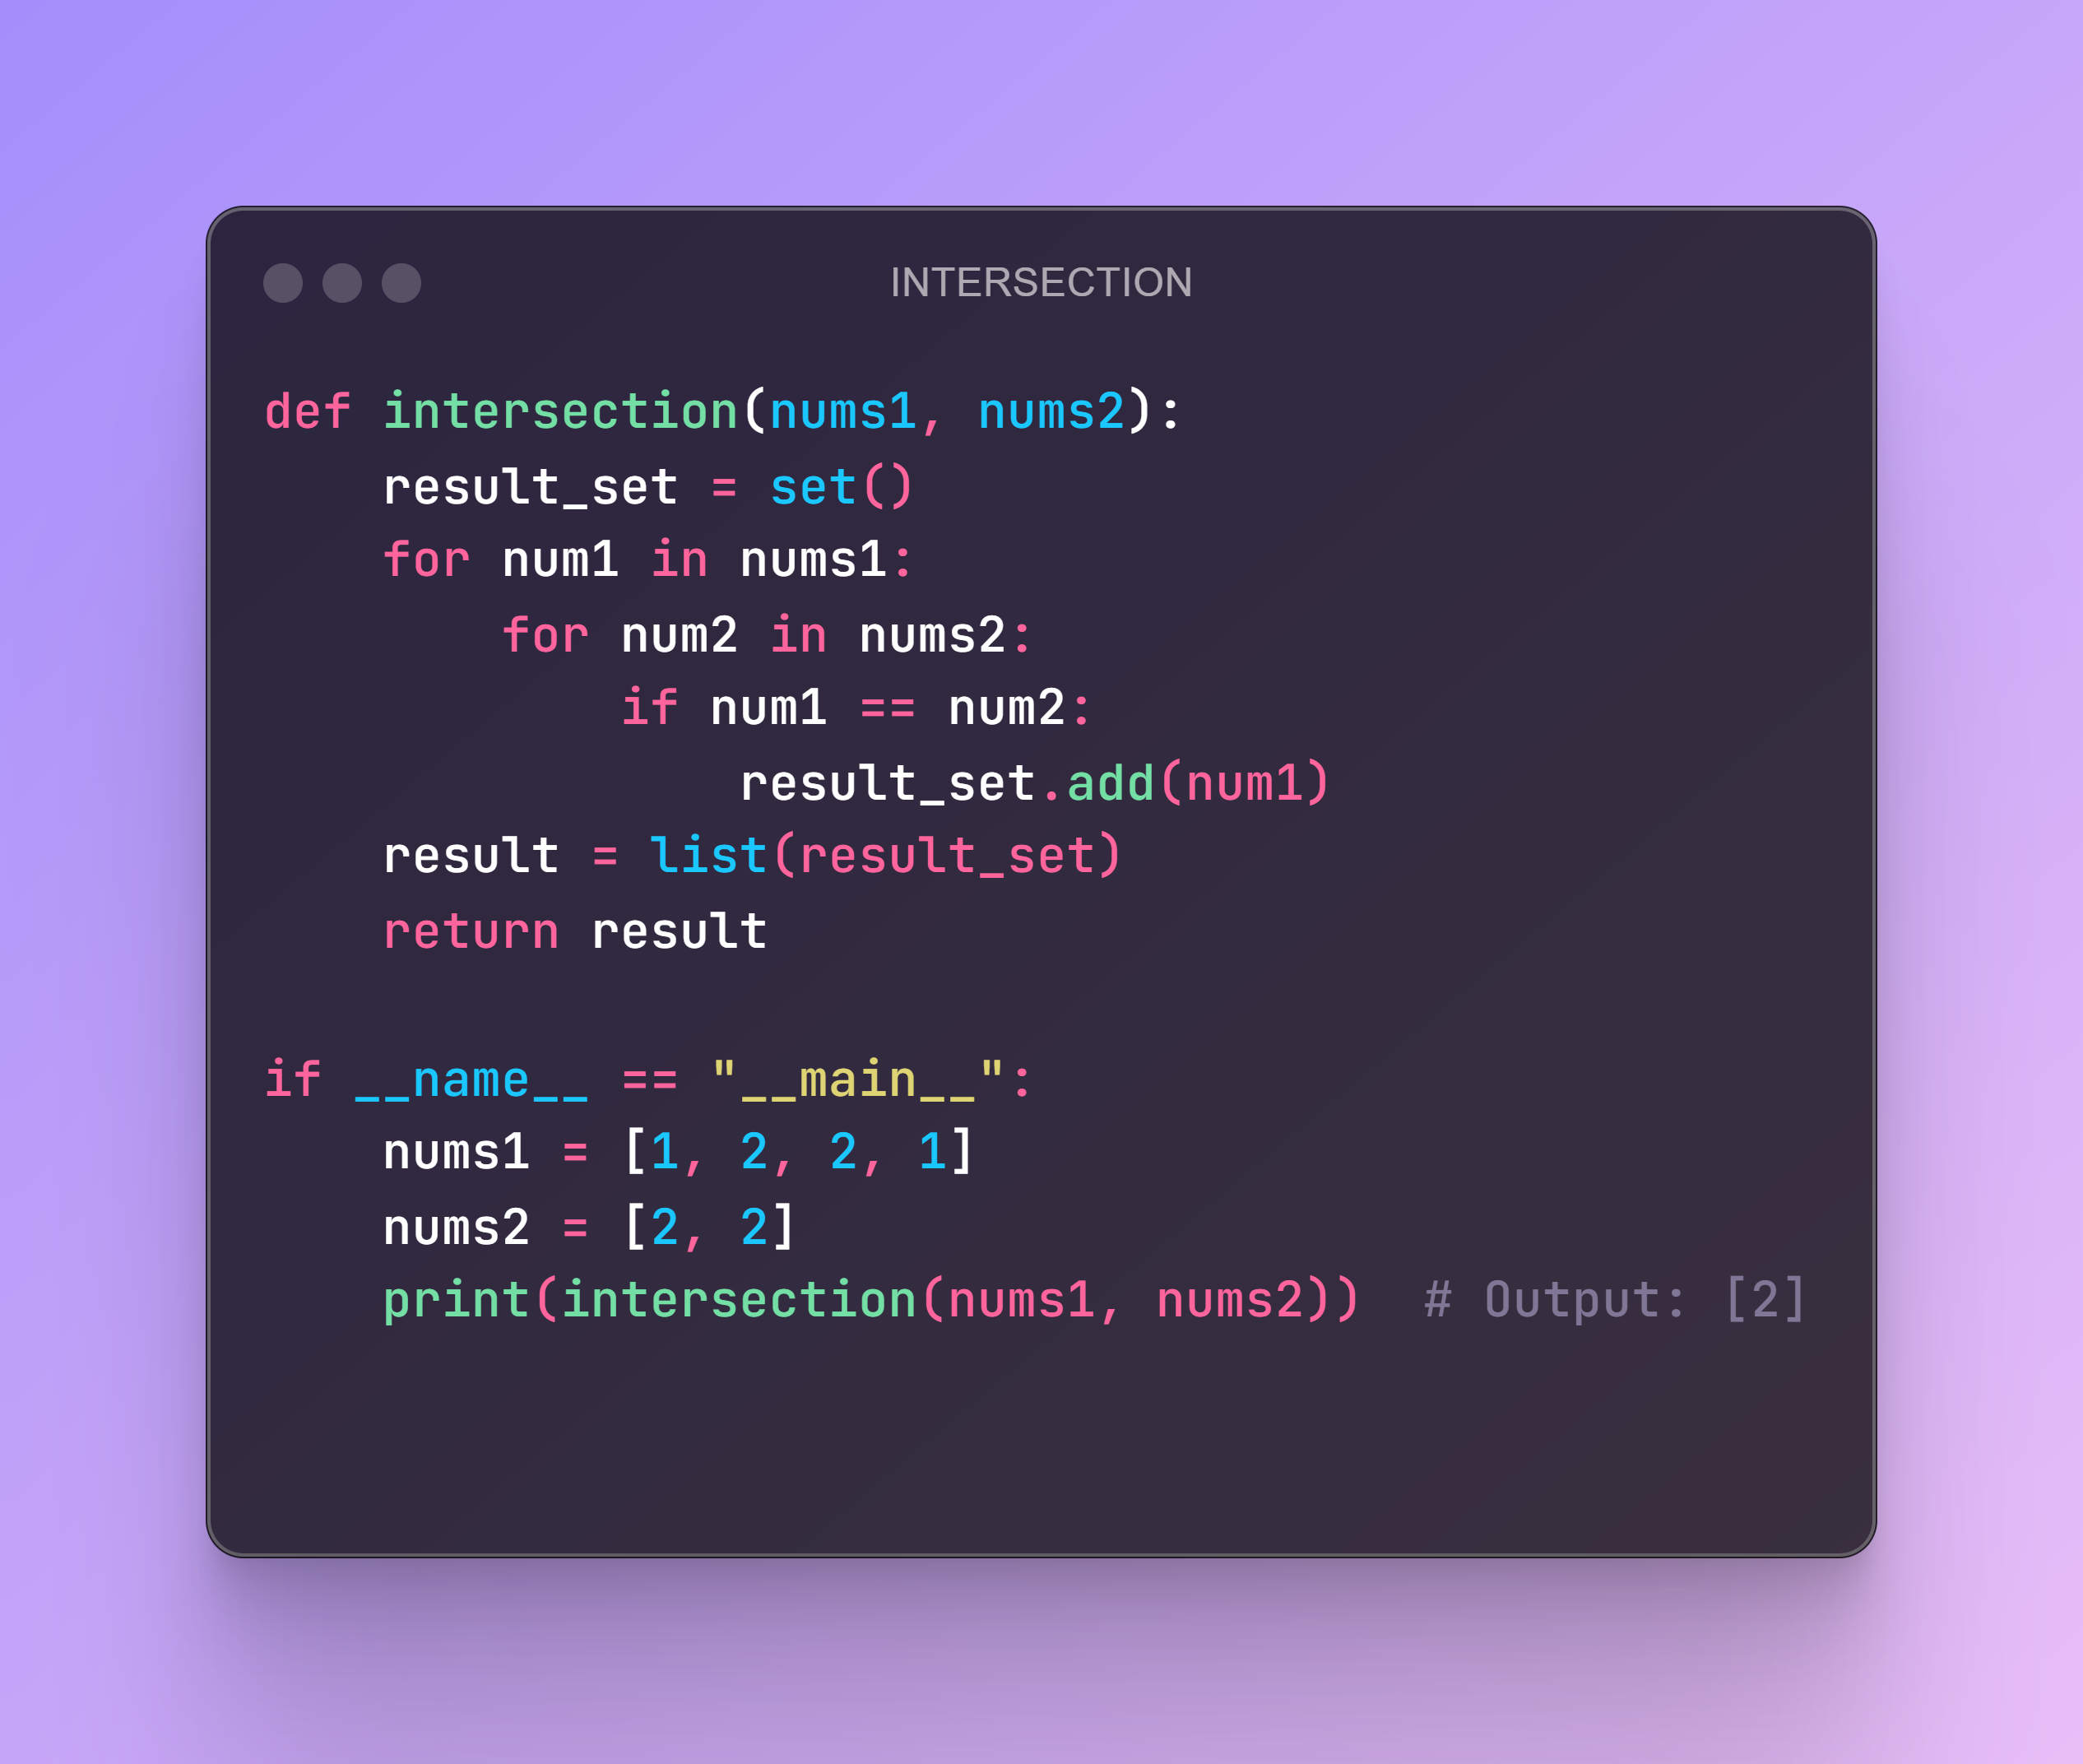 INTERSECTION
def intersection(nums1, nums2):
    result_set = set()
    for num1 in nums1:
        for num2 in nums2:
            if num1 == num2:
                result_set.add(num1)
    result = list(result_set)
    return result

if __name__ == "__main__":
    nums1 = [1, 2, 2, 1]
    nums2 = [2, 2]
    print(intersection(nums1, nums2))  # Output: [2]